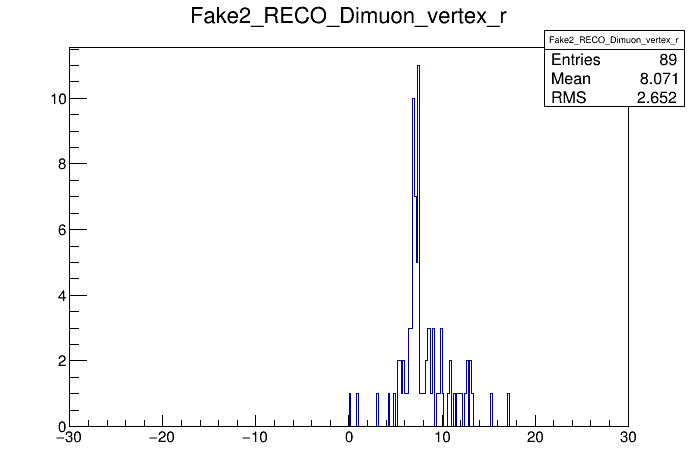 Fake2_RECO_Dimuon_vertex_r
Fake2_RECO_Dimuon_vertex_r
Entries 89
Mean 8.071
RMS 2.652
10
8
6
4
2
0
−30 −20 −10 0 10 20 30